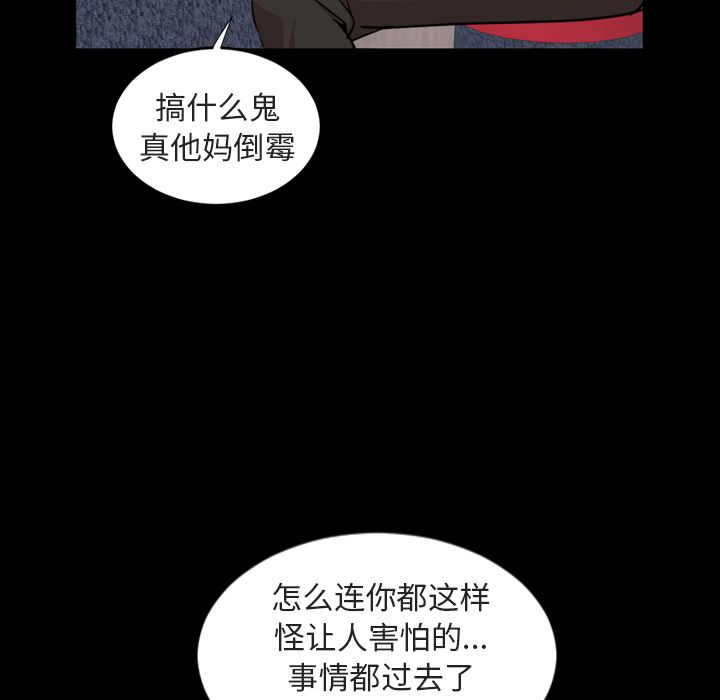 搞什么鬼
真他妈倒霉
怎么连你都这样
怪让人害怕的...
事情都过去了